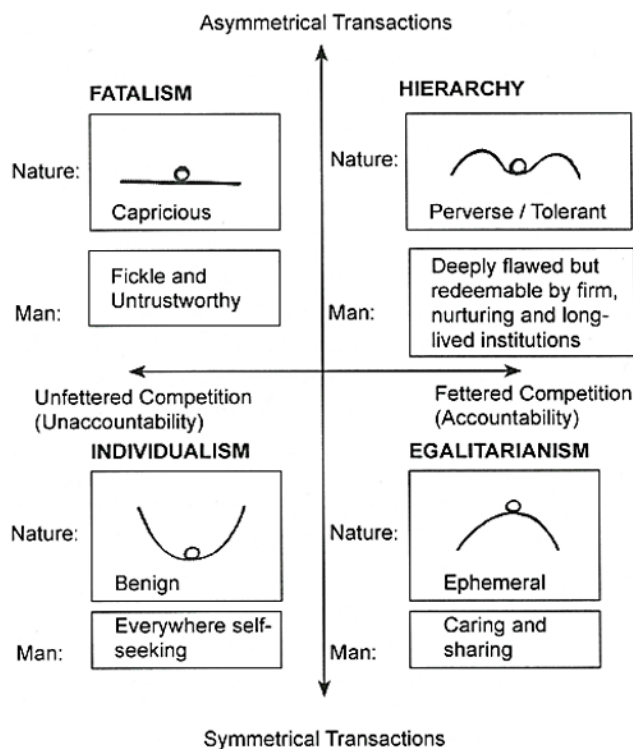 Asymmetrical Transactions
FATALISM
Nature:
Capricious
Man:
Fickle and
Untrustworthy
HIERARCHY
Nature:
Perverse / Tolerant
Man:
Deeply flawed but
redeemable by firm,
nurturing and long-
lived institutions
Unfettered Competition
(Unaccountability)
Fettered Competition
(Accountability)
INDIVIDUALISM
Nature:
Benign
Man:
Everywhere self-
seeking
EGALITARIANISM
Nature:
Ephemeral
Man:
Caring and
sharing
Symmetrical Transactions